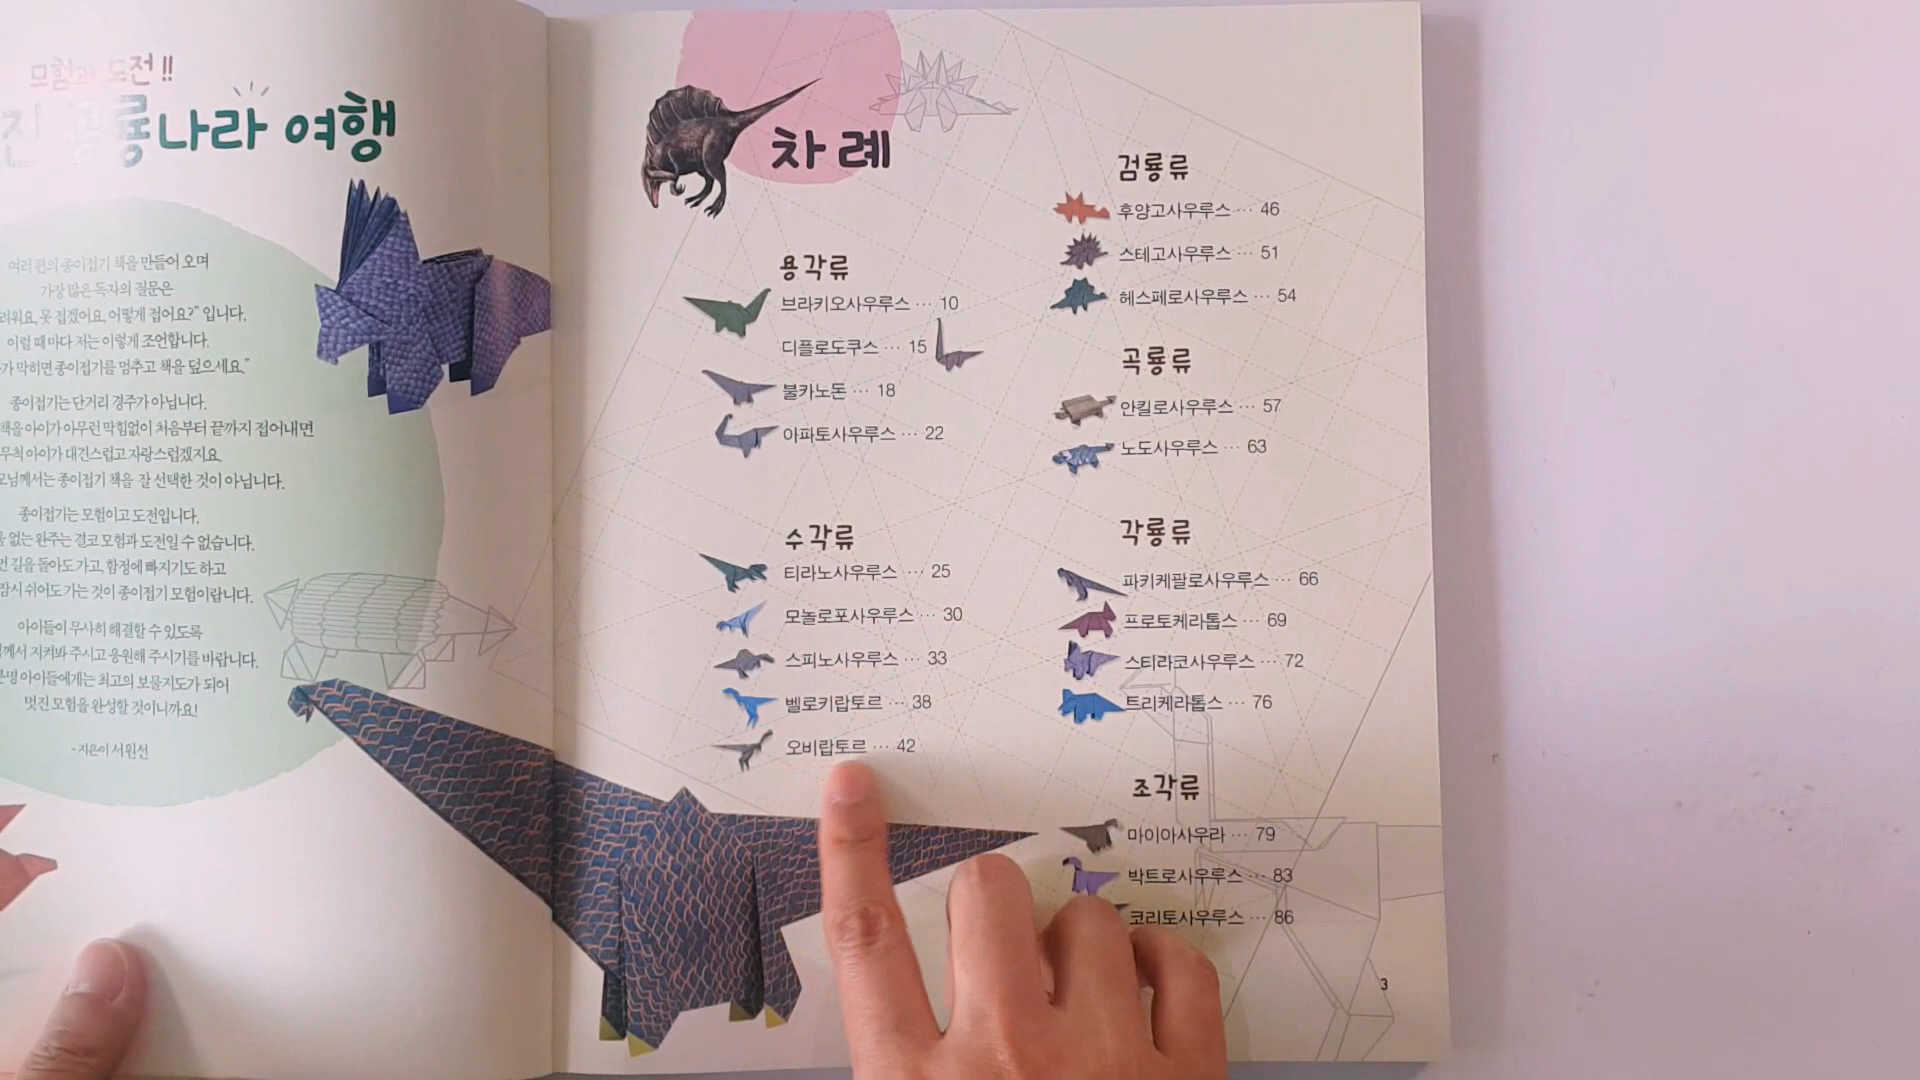 모험과 도전!!
공룡나라 여행
여러 편의 종이접기 책을 만들어 오며
가장 많은 독자의 질문은
못 접겠어요, 어떻게 접어요?" 입니다.
이럴 때마다 저는 이렇게 조언합니다.
막히면 종이접기를 멈추고 책을 덮으세요."
종이접기는 단거리 경주가 아닙니다.
책을 아이가 아무런 막힘없이 처음부터 끝까지 접어내면
무척 아이가 대견스럽고 자랑스럽겠지요.
종이접기 책을 잘 선택한 것이 아닙니다.
종이접기는 모험이고 도전입니다.
없는 완주는 결코 모험과 도전일 수 없습니다.
길을 돌아도 가고, 함정에 빠지기도 하고
잠시 쉬어도 가는 것이 종이접기 모험이랍니다.
아이들이 무사히 해결할 수 있도록
지켜봐 주시고 응원해 주시기를 바랍니다.
아이들에게는 최고의 보물지도가 되어
멋진 모험을 완성할 것이니까요!
- 지은이 서원선
차례
용각류
브라키오사우루스 ··· 10
디플로도쿠스 ··· 15
불카노돈 ··· 18
아파토사우루스 ··· 22
수각류
티라노사우루스 ··· 25
모놀로포사우루스 ··· 30
스피노사우루스 ··· 33
벨로키랍토르 ··· 38
오비랍토르 ··· 42
검룡류
후양고사우루스 ··· 46
스테고사우루스 ··· 51
헤스페로사우루스 ··· 54
곡룡류
안킬로사우루스 ··· 57
노도사우루스 ··· 63
각룡류
파키케팔로사우루스 ··· 66
프로토케라톱스 ··· 69
스티라코사우루스 ··· 72
트리케라톱스 ··· 76
조각류
마이아사우라 ··· 79
박트로사우루스 ··· 83
코리토사우루스 ··· 86
3